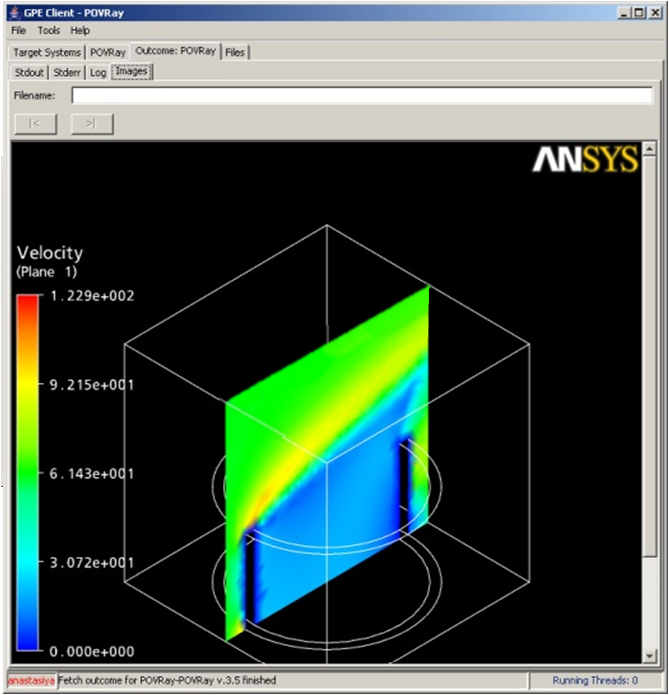 GPE Client - POVRay
File Tools Help
Target Systems POVRay Outcome: POVRay Files
Stdout Stderr Log Images
Filename:
|< >|
ANSYS
Velocity
(Plane 1)
1.229e+002
9.215e+001
6.143e+001
3.072e+001
0.000e+000
anastasiya Fetch outcome for POVRay-POVRay v.3.5 finished Running Threads: 0